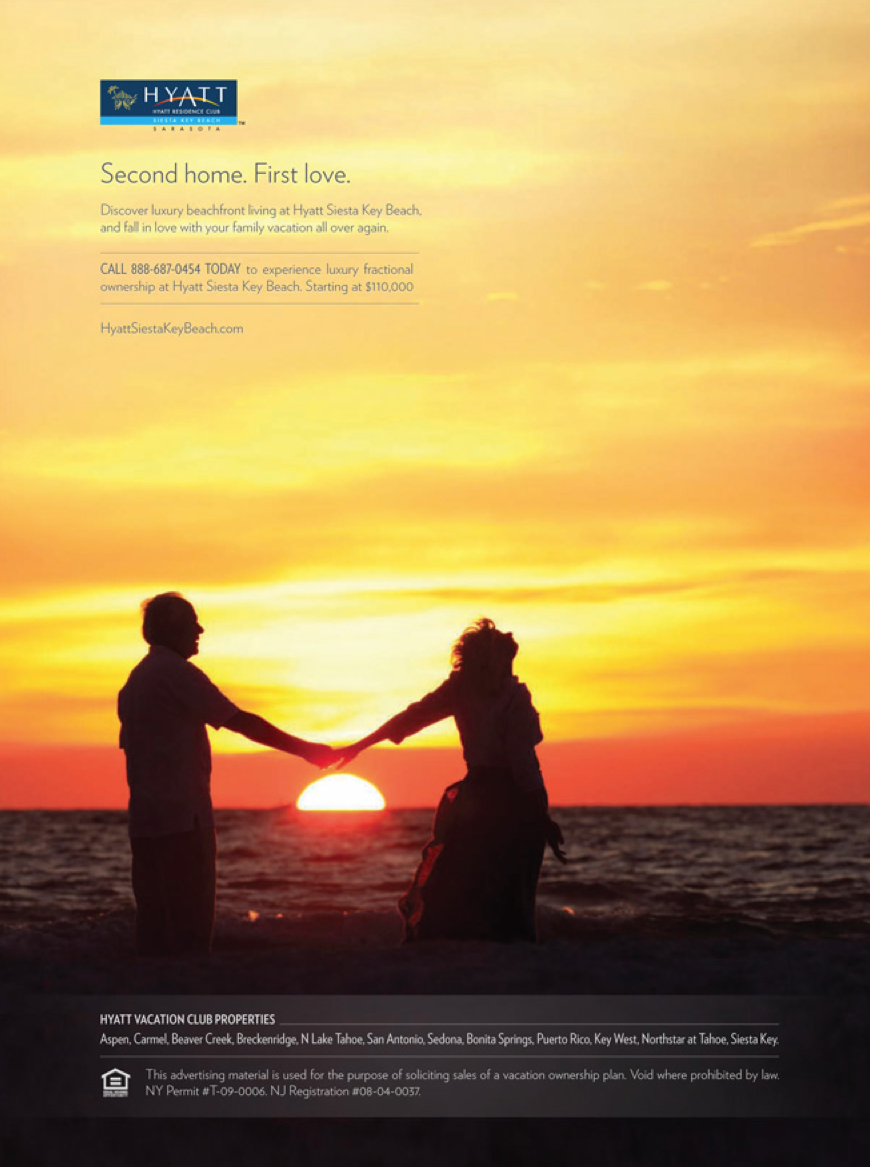 HYATT
HYATT RESIDENCE CLUB
SIESTA KEY BEACH
SARASOTA
™
Second home. First love.
Discover luxury beachfront living at Hyatt Siesta Key Beach,
and fall in love with your family vacation all over again.
CALL 888-687-0454 TODAY to experience luxury fractional
ownership at Hyatt Siesta Key Beach. Starting at $110,000
HyattSiestaKeyBeach.com
HYATT VACATION CLUB PROPERTIES
Aspen, Carmel, Beaver Creek, Breckenridge, N Lake Tahoe, San Antonio, Sedona, Bonita Springs, Puerto Rico, Key West, Northstar at Tahoe, Siesta Key.
This advertising material is used for the purpose of soliciting sales of a vacation ownership plan. Void where prohibited by law.
NY Permit #T-09-0006. NJ Registration #08-04-0037.